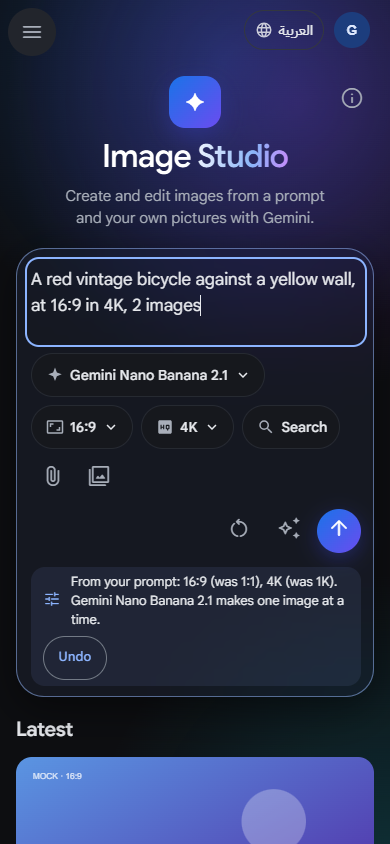 العربية
G
Image Studio
Create and edit images from a prompt
and your own pictures with Gemini.
A red vintage bicycle against a yellow wall,
at 16:9 in 4K, 2 images
Gemini Nano Banana 2.1
16:9
HQ 4K
Search
From your prompt: 16:9 (was 1:1), 4K (was 1K).
Gemini Nano Banana 2.1 makes one image at a
time.
Undo
Latest
MOCK · 16:9